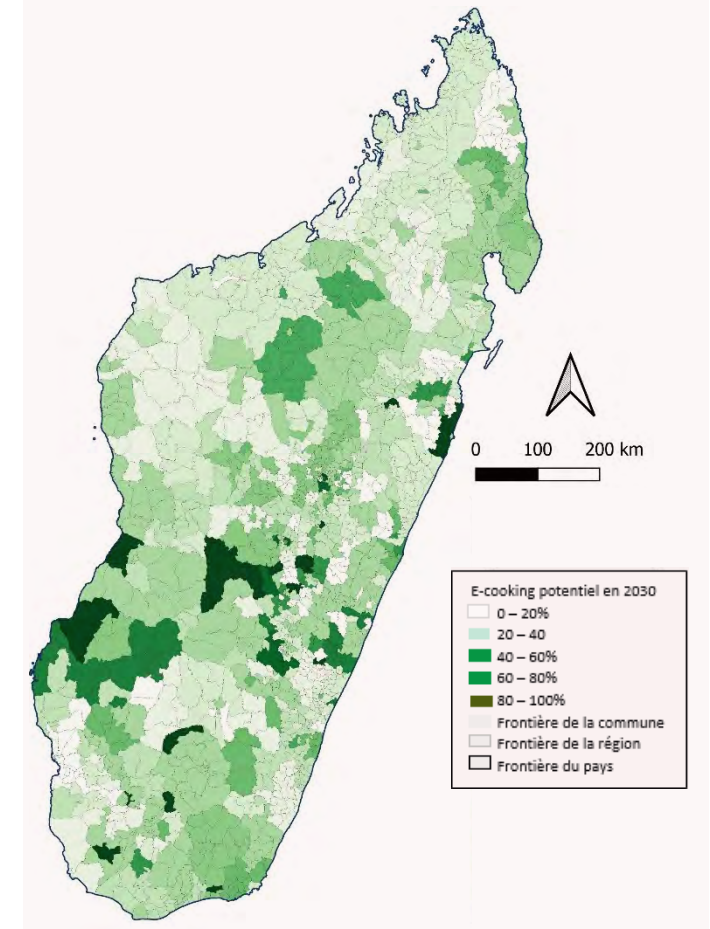 0 100 200 km
E-cooking potentiel en 2030
0 – 20%
20 – 40
40 – 60%
60 – 80%
80 – 100%
Frontière de la commune
Frontière de la région
Frontière du pays